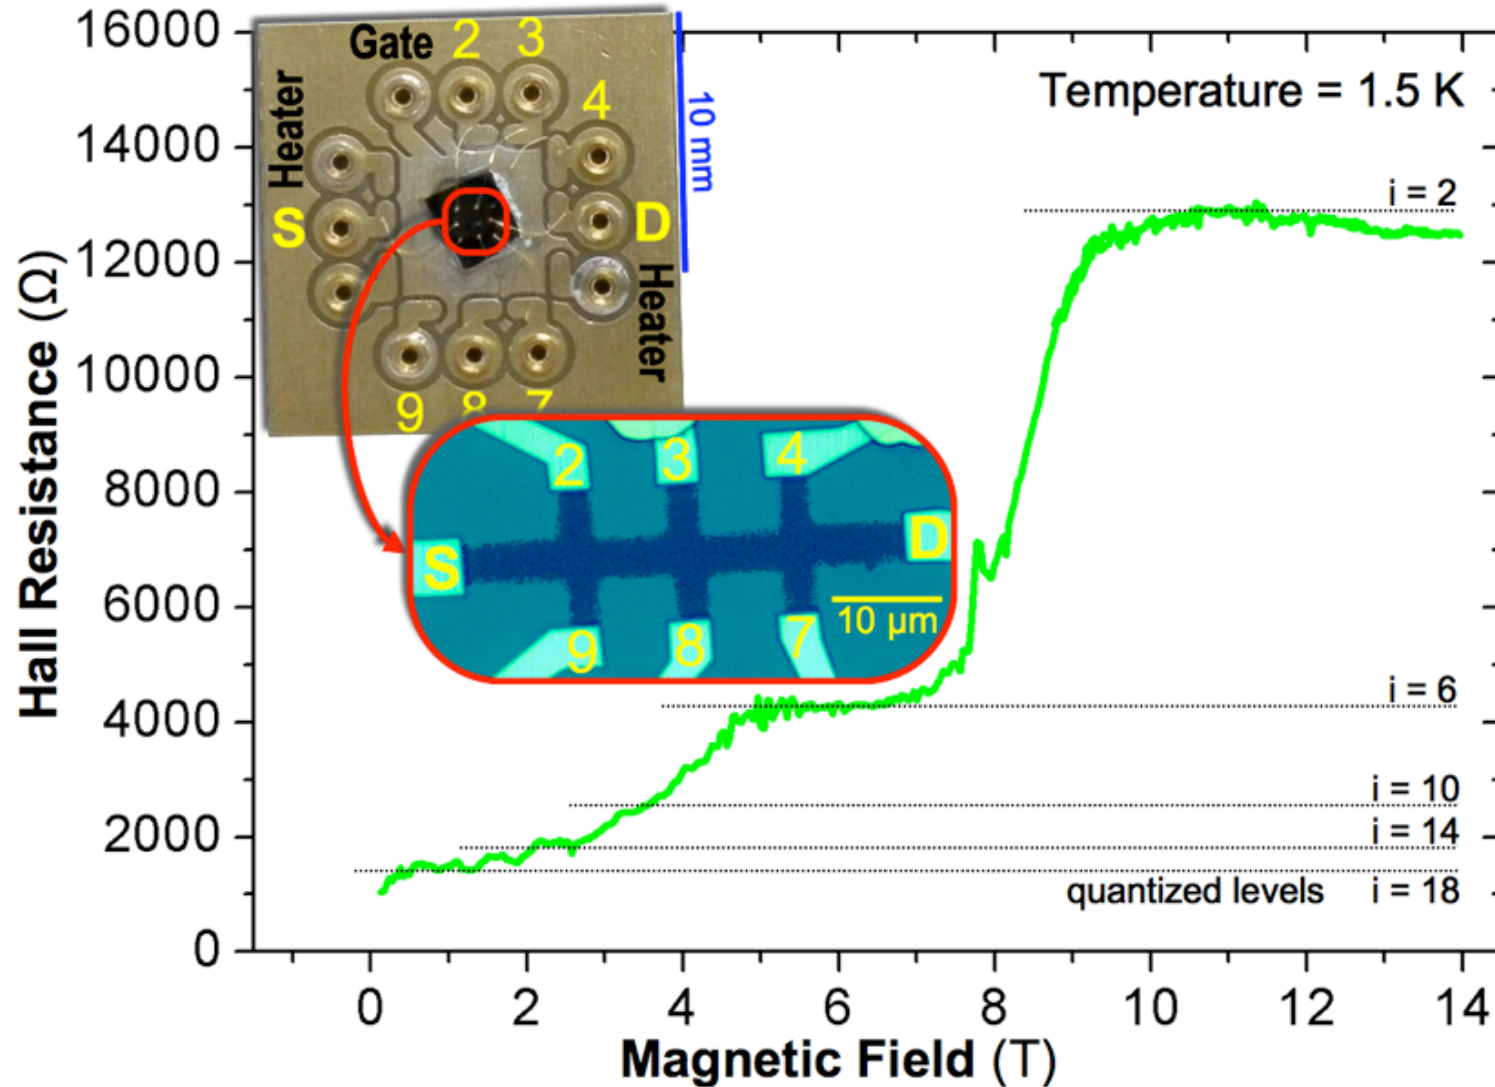 16000
14000
12000
10000
8000
6000
4000
2000
0
Hall Resistance (Ω)
0 2 4 6 8 10 12 14
Magnetic Field (T)
Temperature = 1.5 K
i = 2
i = 6
i = 10
i = 14
quantized levels i = 18
Gate 2 3
4
Heater
S
D
Heater
9 8 7
10 mm
2 3 4
S D
10 µm
9 8 7